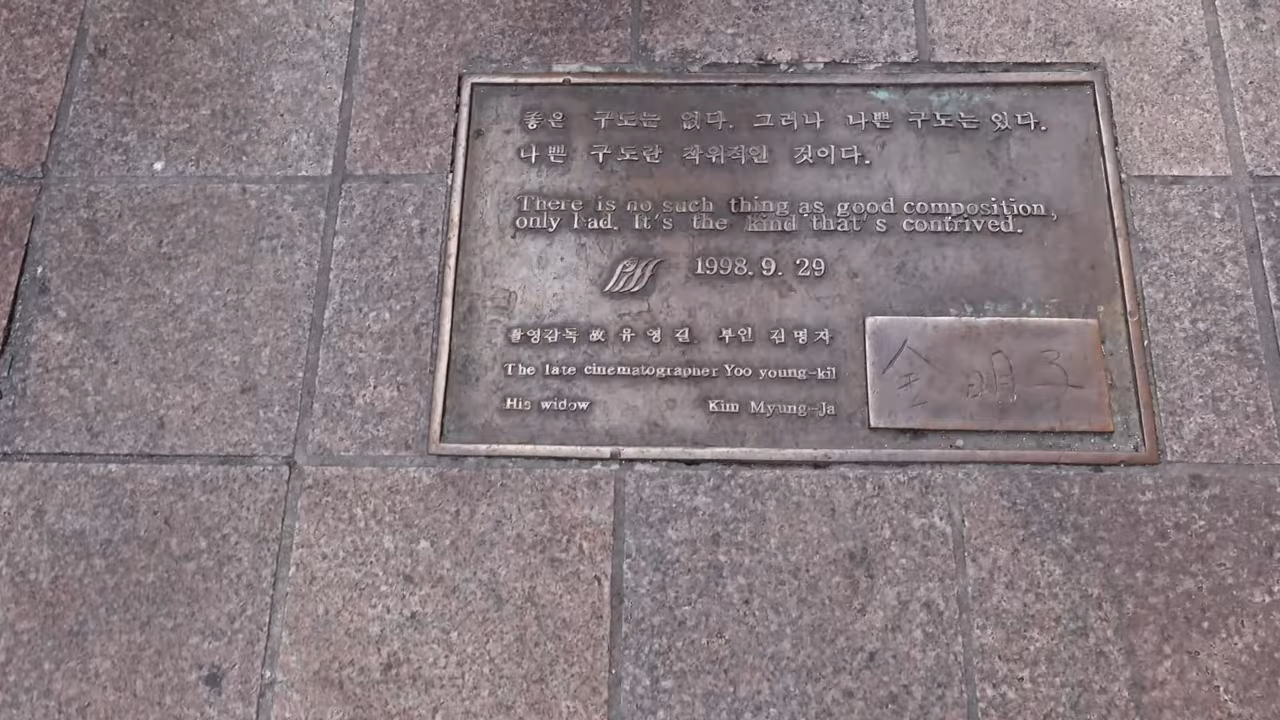 좋은 구도는 없다. 그러나 나쁜 구도는 있다.
나쁜 구도란 작위적인 것이다.
There is no such thing as good composition,
only bad. It's the kind that's contrived.
PIFF 1998. 9. 29
촬영감독 故 유영길 부인 김명자
The late cinematographer Yoo young-kil
His widow Kim Myung-Ja
金明子